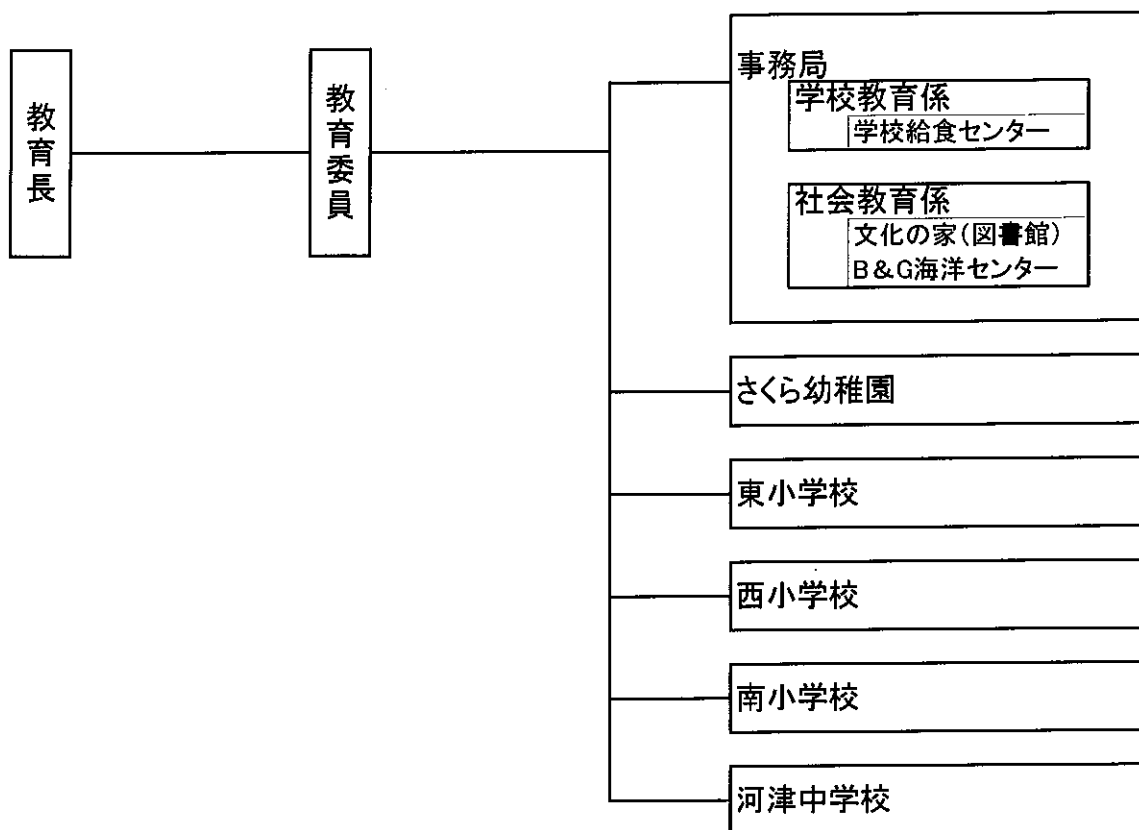 教育長
教育委員
事務局
学校教育係
学校給食センター
社会教育係
文化の家(図書館)
B&G海洋センター
さくら幼稚園
東小学校
西小学校
南小学校
河津中学校